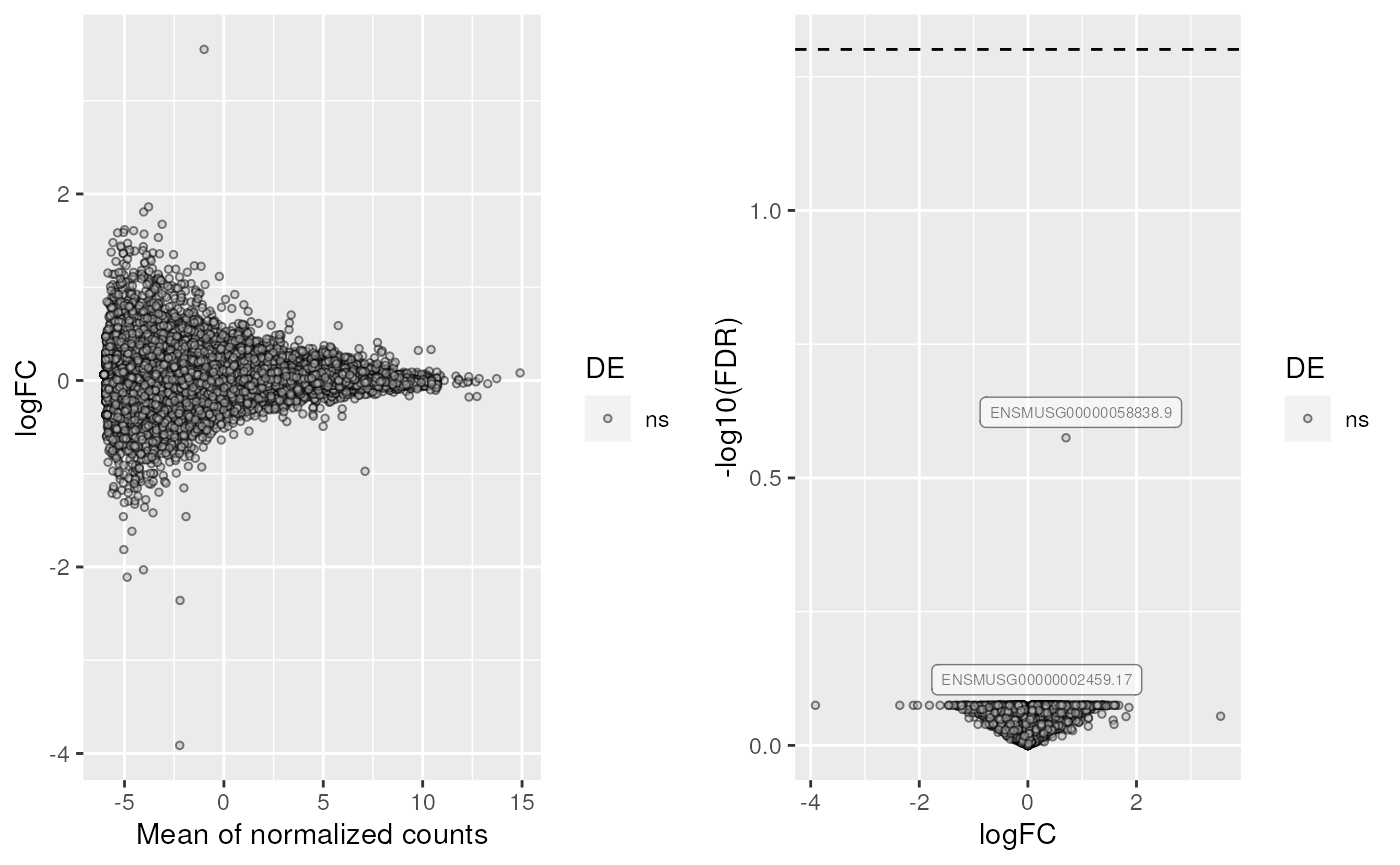 2
0
-2
-4
logFC
-5
0
5
10
15
Mean of normalized counts
DE
ns
1.0
0.5
0.0
-log10(FDR)
ENSMUSG00000058838.9
ENSMUSG00000002459.17
-4
-2
0
2
logFC
DE
ns